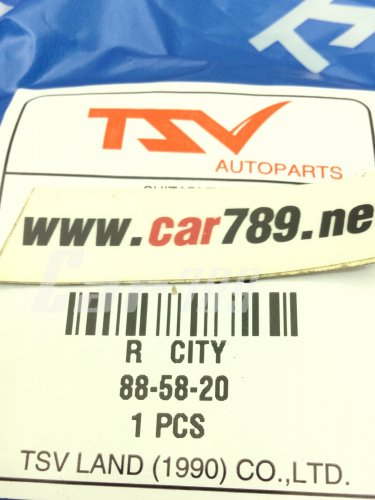 TSV
AUTOPARTS
www.car789.ne
R CITY
88-58-20
1 PCS
TSV LAND (1990) CO.,LTD.